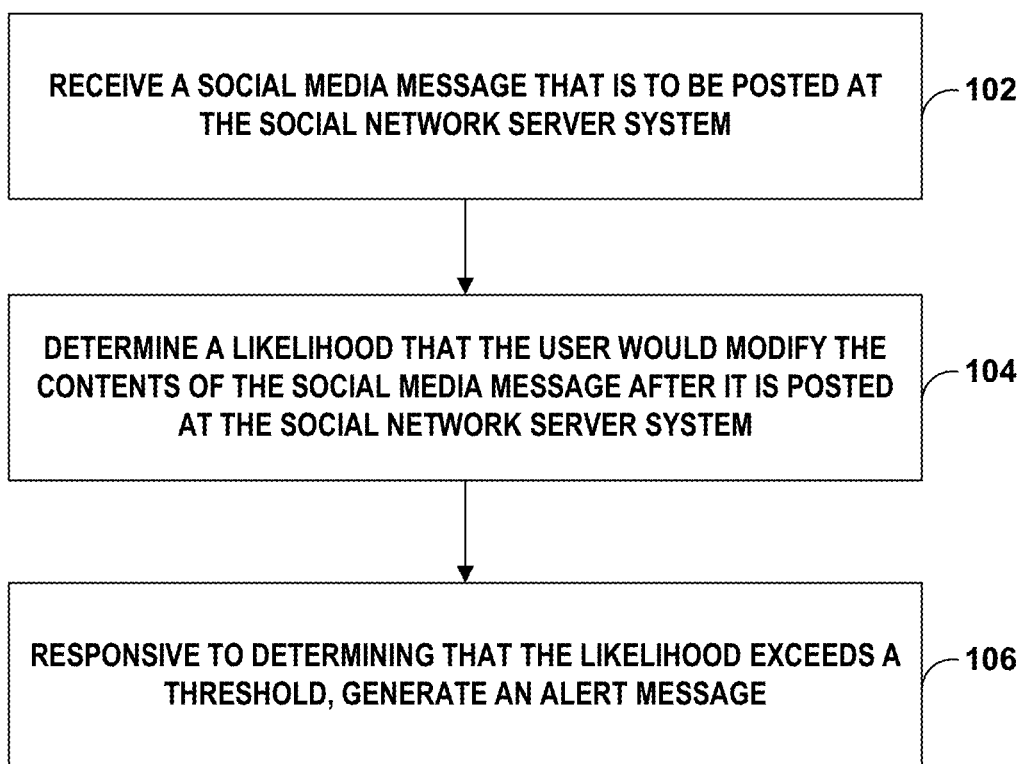 RECEIVE A SOCIAL MEDIA MESSAGE THAT IS TO BE POSTED AT
THE SOCIAL NETWORK SERVER SYSTEM
102
DETERMINE A LIKELIHOOD THAT THE USER WOULD MODIFY THE
CONTENTS OF THE SOCIAL MEDIA MESSAGE AFTER IT IS POSTED
AT THE SOCIAL NETWORK SERVER SYSTEM
104
RESPONSIVE TO DETERMINING THAT THE LIKELIHOOD EXCEEDS A
THRESHOLD, GENERATE AN ALERT MESSAGE
106